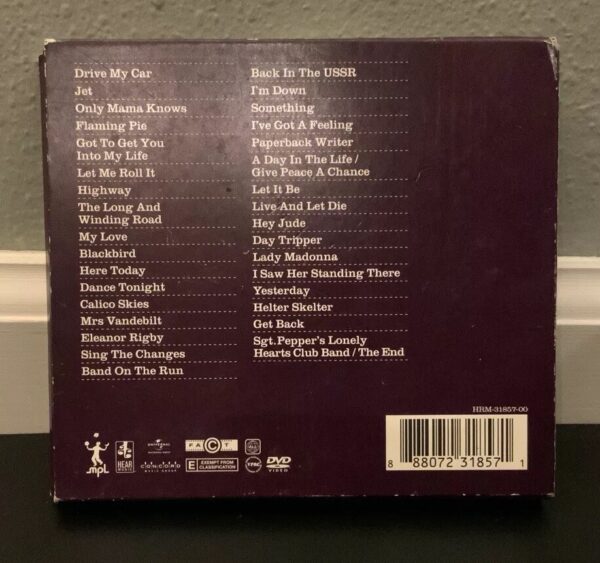 Drive My Car
Jet
Only Mama Knows
Flaming Pie
Got To Get You
Into My Life
Let Me Roll It
Highway
The Long And
Winding Road
My Love
Blackbird
Here Today
Dance Tonight
Calico Skies
Mrs Vandebilt
Eleanor Rigby
Sing The Changes
Band On The Run
Back In The USSR
I'm Down
Something
I've Got A Feeling
Paperback Writer
A Day In The Life /
Give Peace A Chance
Let It Be
Live And Let Die
Hey Jude
Day Tripper
Lady Madonna
I Saw Her Standing There
Yesterday
Helter Skelter
Get Back
Sgt. Pepper's Lonely
Hearts Club Band / The End
HRM-31857-00
8 88072 31857 1
mpl
HEAR
MUSIC
UNIVERSAL
CONCORD
MUSIC GROUP
FACT
E EXEMPT FROM
CLASSIFICATION
NTSC
DVD
VIDEO